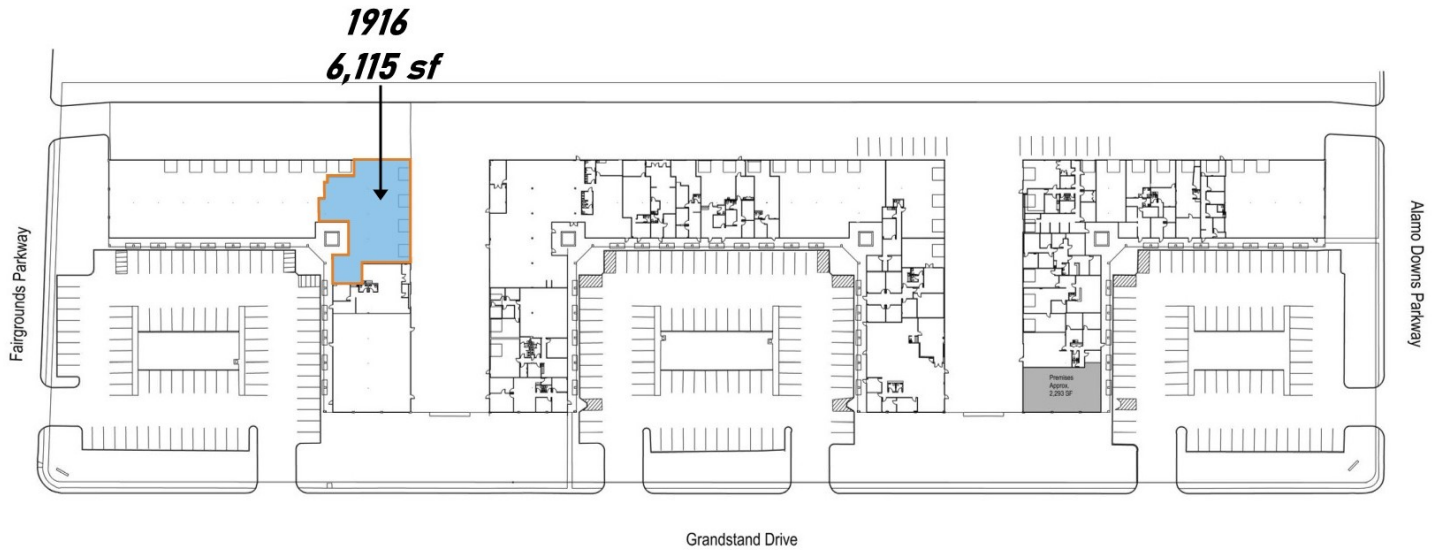 1916
6,115 sf
Fairgrounds Parkway
Alamo Downs Parkway
Premises
Approx.
2,293 SF
Grandstand Drive